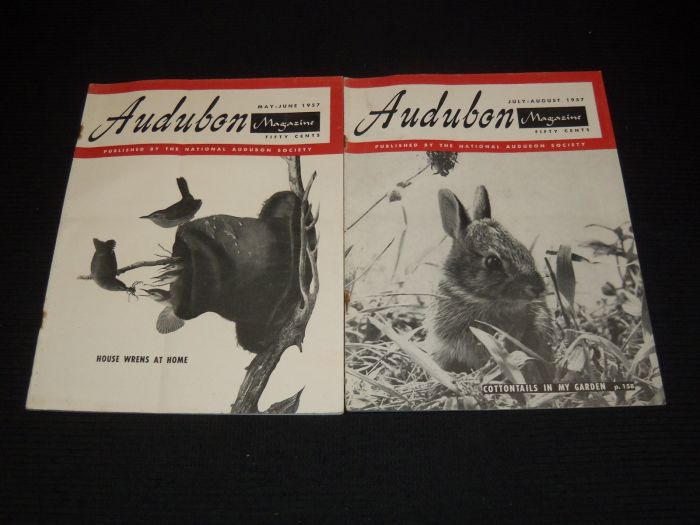 MAY-JUNE 1957
Audubon Magazine
FIFTY CENTS
PUBLISHED BY THE NATIONAL AUDUBON SOCIETY
HOUSE WRENS AT HOME
JULY-AUGUST 1957
Audubon Magazine
FIFTY CENTS
PUBLISHED BY THE NATIONAL AUDUBON SOCIETY
COTTONTAILS IN MY GARDEN p. 158